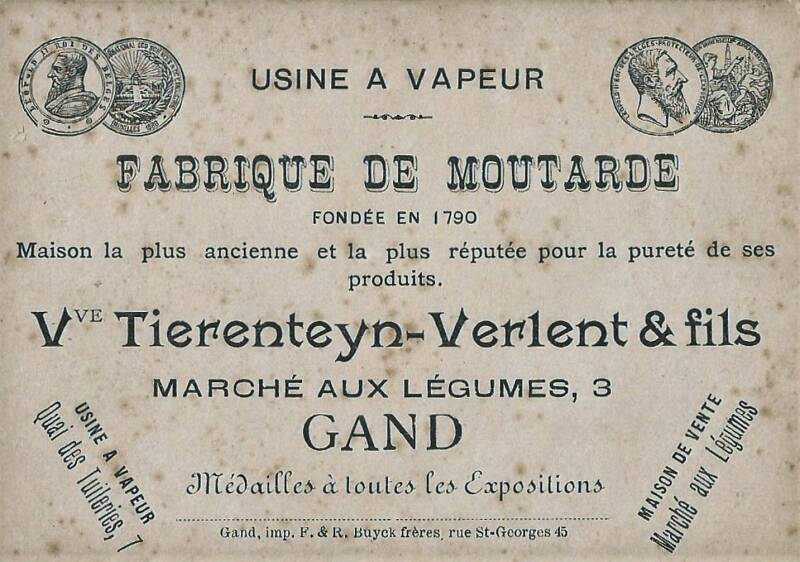 USINE A VAPEUR
FABRIQUE DE MOUTARDE
FONDÉE EN 1790
Maison la plus ancienne et la plus réputée pour la pureté de ses
produits.
VVE Tierenteyn-Verlent & fils
MARCHÉ AUX LÉGUMES, 3
GAND
USINE A VAPEUR
Quai des Tuileries, 7
MAISON DE VENTE
Marché aux Légumes
Médailles à toutes les Expositions
Gand, imp. F. & R. Buyck frères, rue St-Georges 45